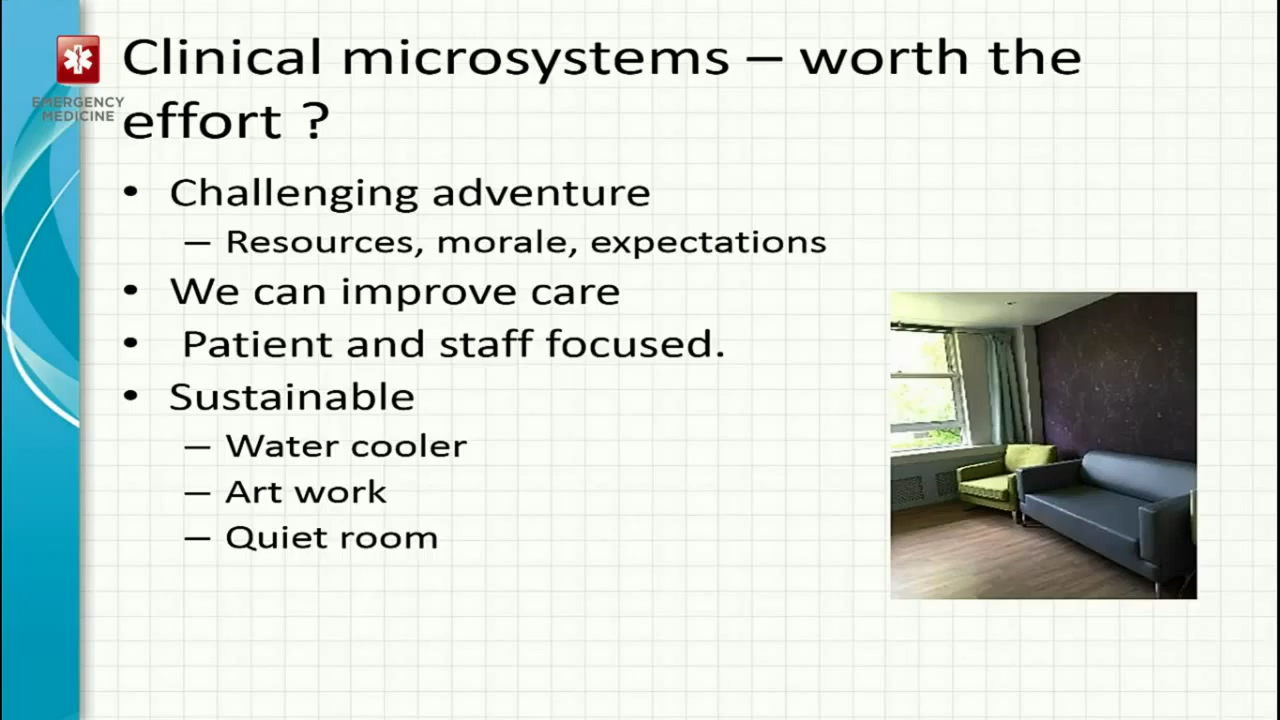 Clinical microsystems – worth the
effort ?
EMERGENCY
MEDICINE
• Challenging adventure
– Resources, morale, expectations
• We can improve care
• Patient and staff focused.
• Sustainable
– Water cooler
– Art work
– Quiet room